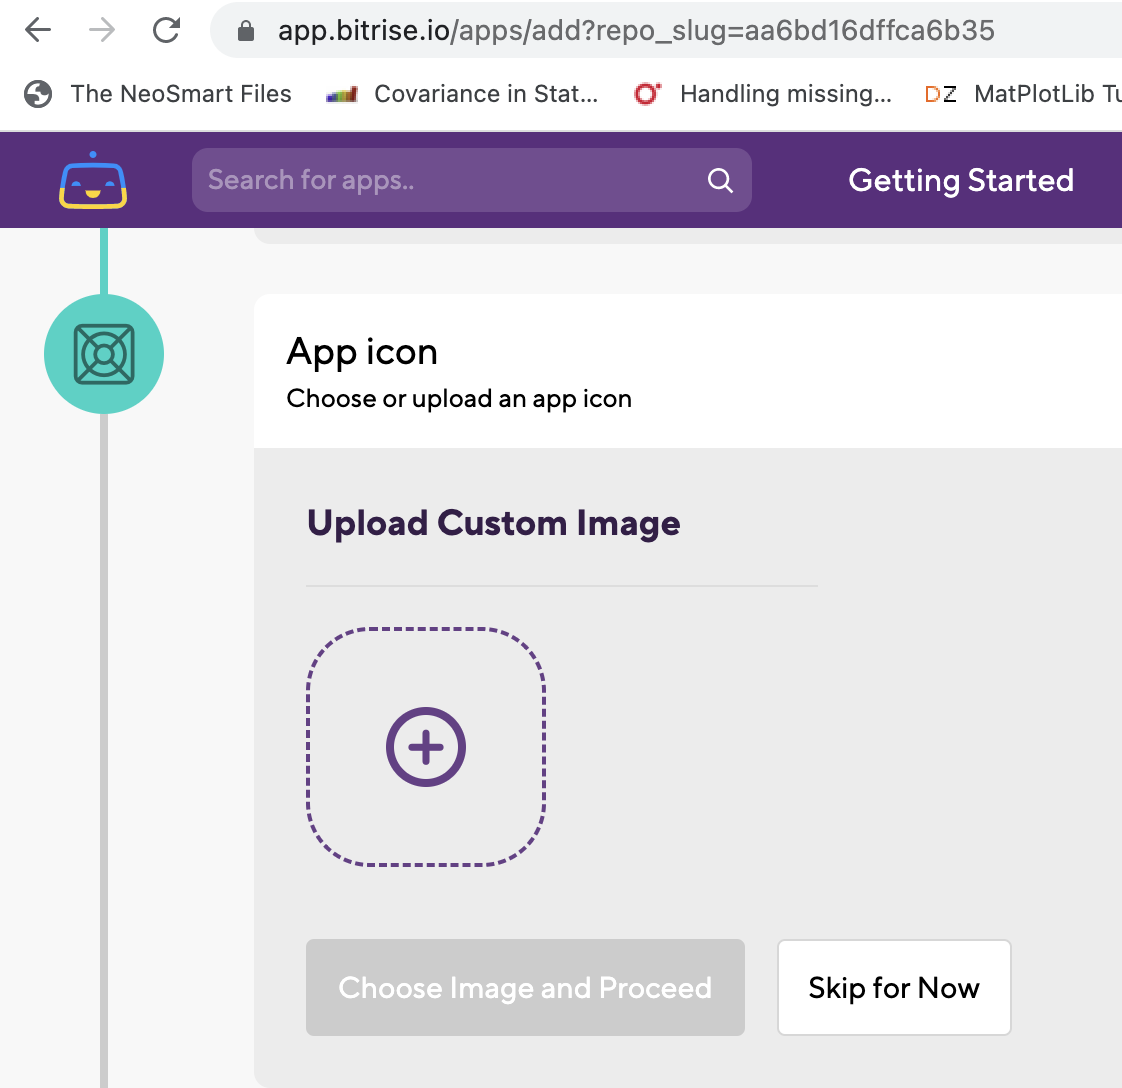 app.bitrise.io/apps/add?repo_slug=aa6bd16dffca6b35
The NeoSmart Files Covariance in Stat... Handling missing... DZ MatPlotLib Tu
Search for apps.. Getting Started
App icon
Choose or upload an app icon
Upload Custom Image
Choose Image and Proceed Skip for Now